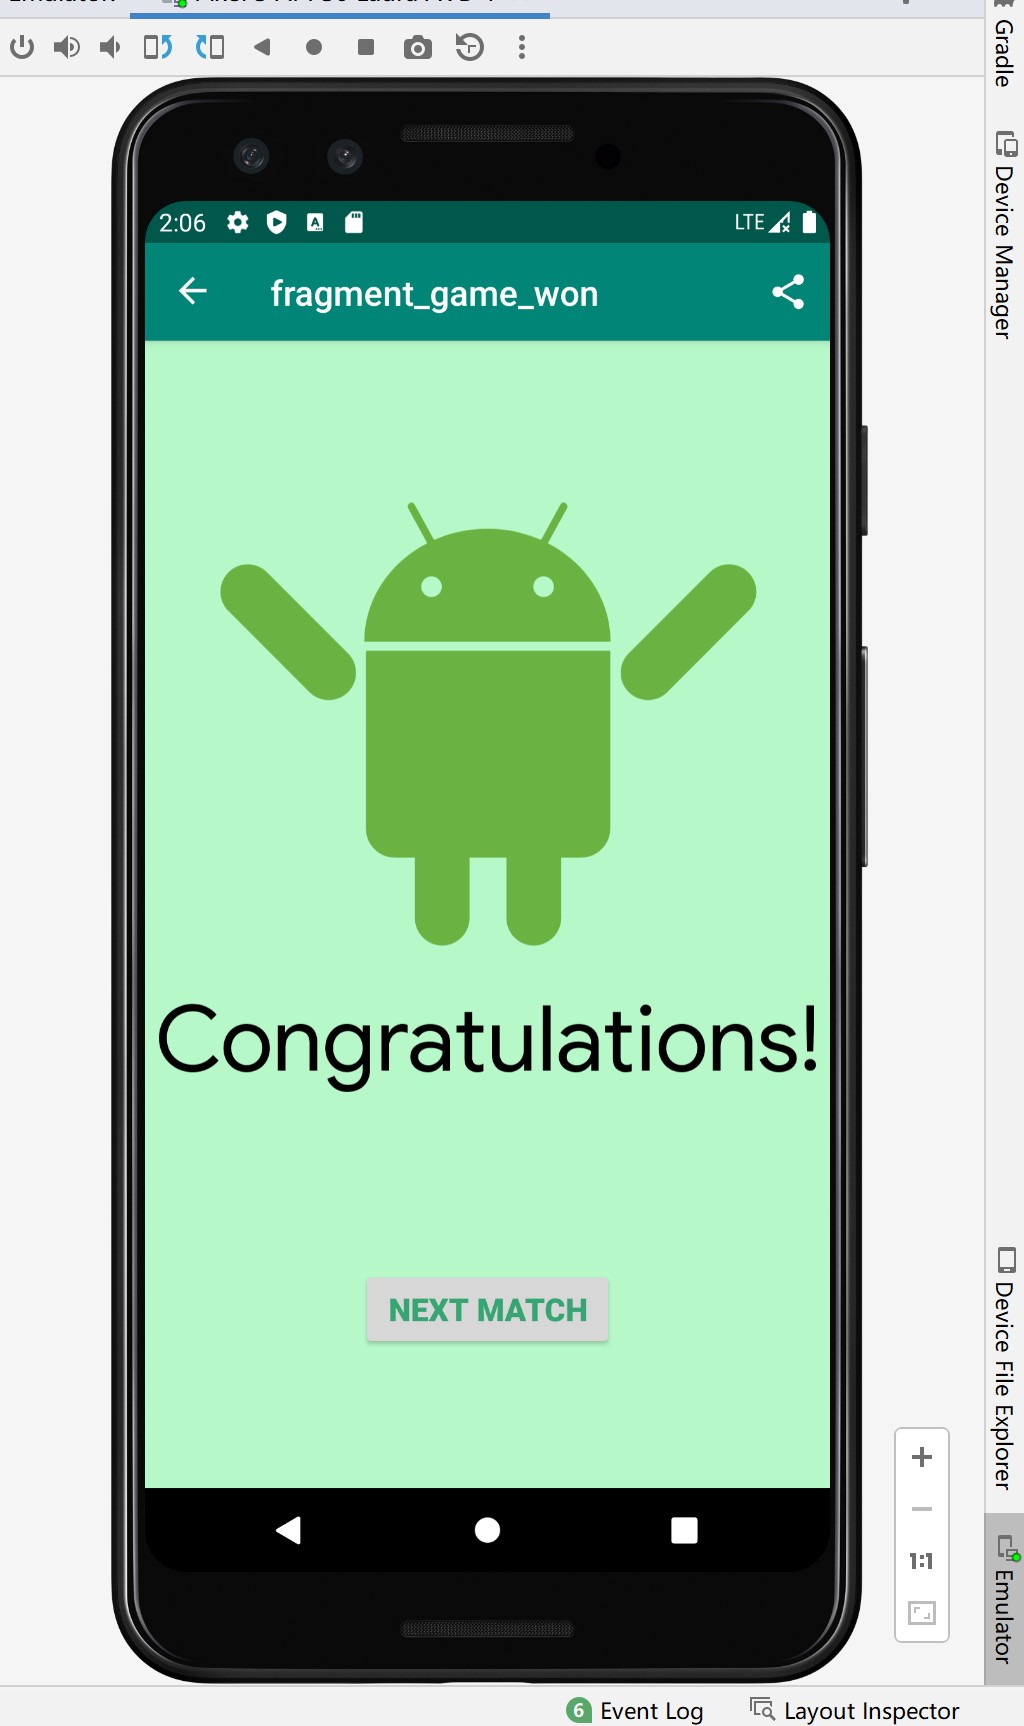 2:06
LTE
fragment_game_won
Congratulations!
NEXT MATCH
Gradle
Device Manager
Device File Explorer
Emulator
1:1
6 Event Log
Layout Inspector